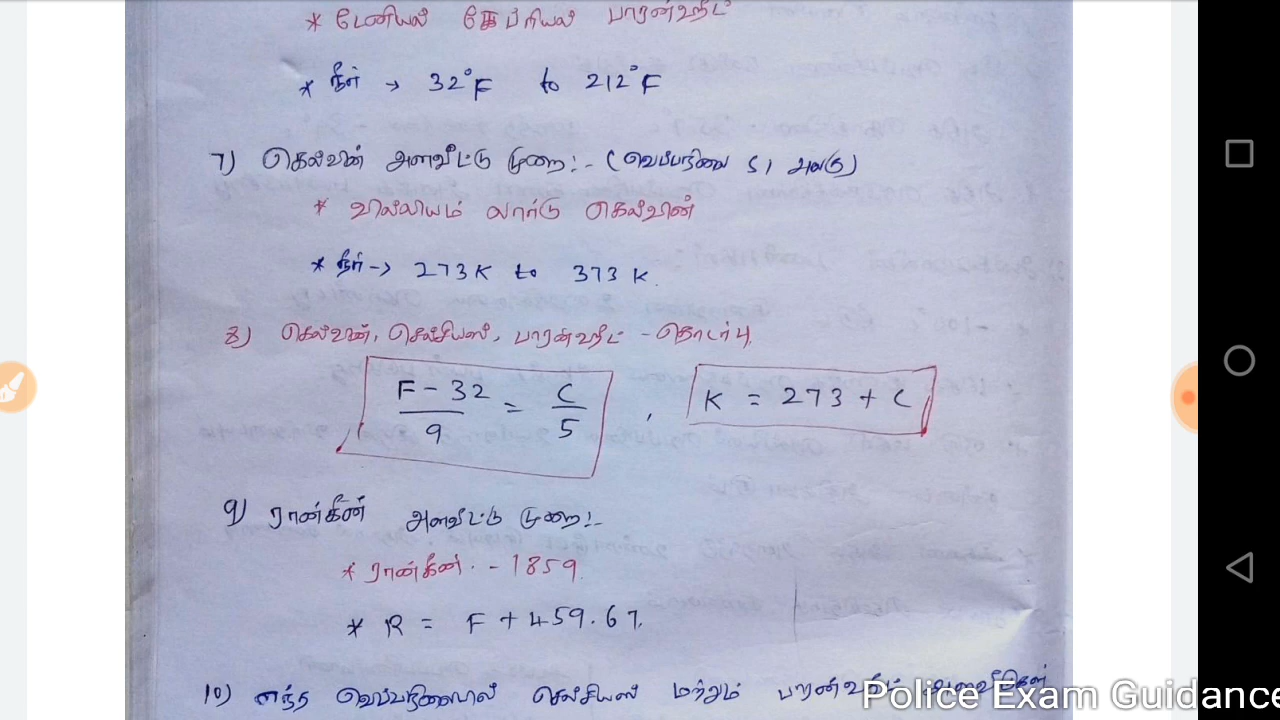 * டேனியல் கேப்ரியல் பாரன்ஹீட்
* நீர் → 32°F to 212°F
7) கெல்வின் அளவீட்டு முறை:- (வெப்பநிலை SI அலகு)
* வில்லியம் லார்டு கெல்வின்
* நீர் → 273K to 373K.
8) கெல்வின், செல்சியஸ், பாரன்ஹீட் - தொடர்பு
F - 32 / 9 = C / 5 , K = 273 + C
9) ரான்கீன் அளவீட்டு முறை:-
* ரான்கீன் - 1859
* R = F + 459.67.
10) எந்த வெப்பநிலையில் செல்சியஸ் மற்றும் பாரன்ஹீட்
Police Exam Guidance